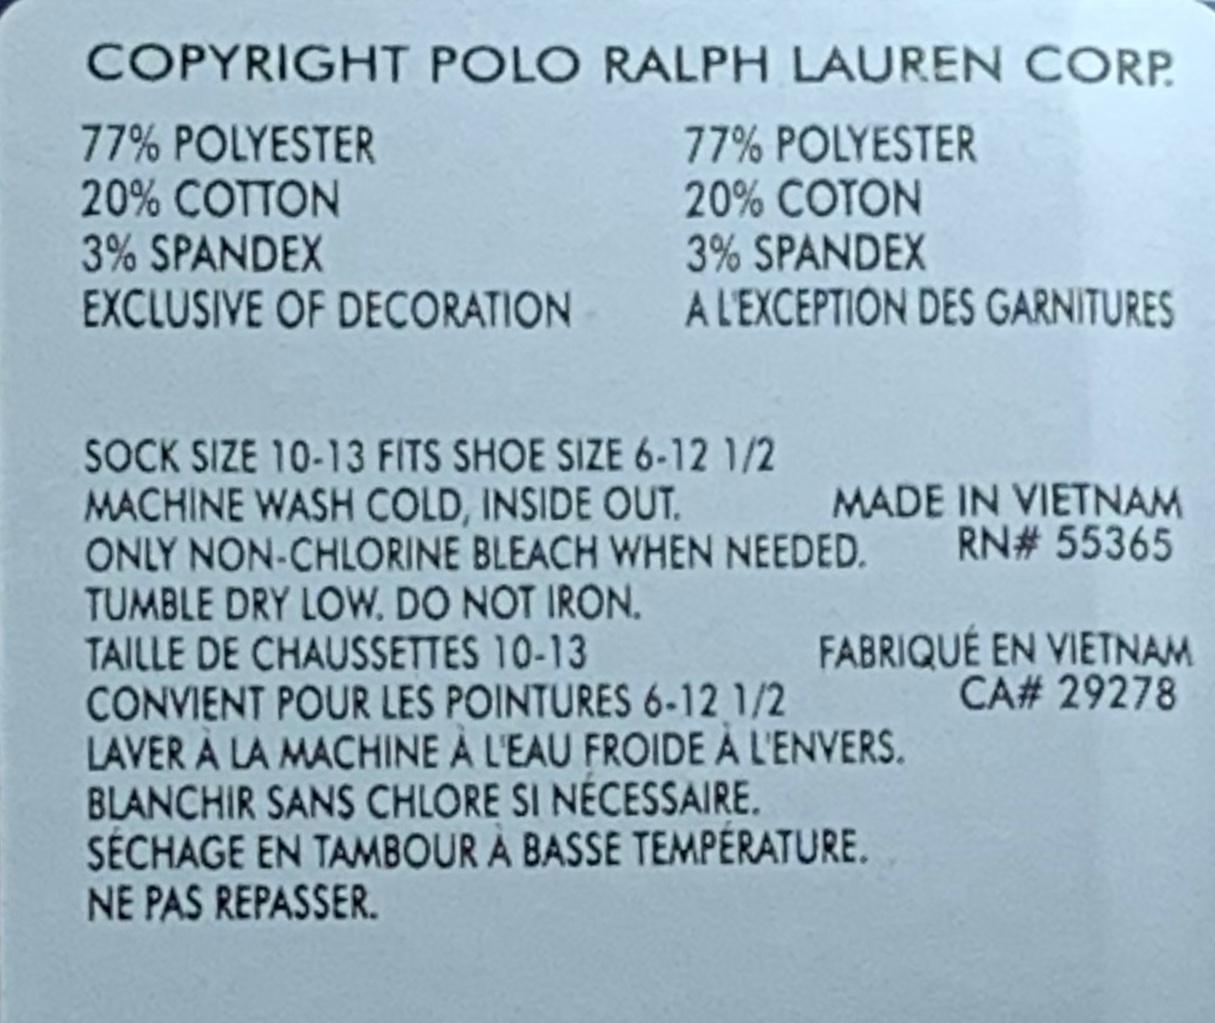 COPYRIGHT POLO RALPH LAUREN CORP.
77% POLYESTER
20% COTTON
3% SPANDEX
EXCLUSIVE OF DECORATION
77% POLYESTER
20% COTON
3% SPANDEX
A L'EXCEPTION DES GARNITURES
SOCK SIZE 10-13 FITS SHOE SIZE 6-12 1/2
MACHINE WASH COLD, INSIDE OUT.
ONLY NON-CHLORINE BLEACH WHEN NEEDED.
TUMBLE DRY LOW. DO NOT IRON.
MADE IN VIETNAM
RN# 55365
TAILLE DE CHAUSSETTES 10-13
CONVIENT POUR LES POINTURES 6-12 1/2
LAVER À LA MACHINE À L'EAU FROIDE À L'ENVERS.
BLANCHIR SANS CHLORE SI NÉCESSAIRE.
SÉCHAGE EN TAMBOUR À BASSE TEMPÉRATURE.
NE PAS REPASSER.
FABRIQUÉ EN VIETNAM
CA# 29278